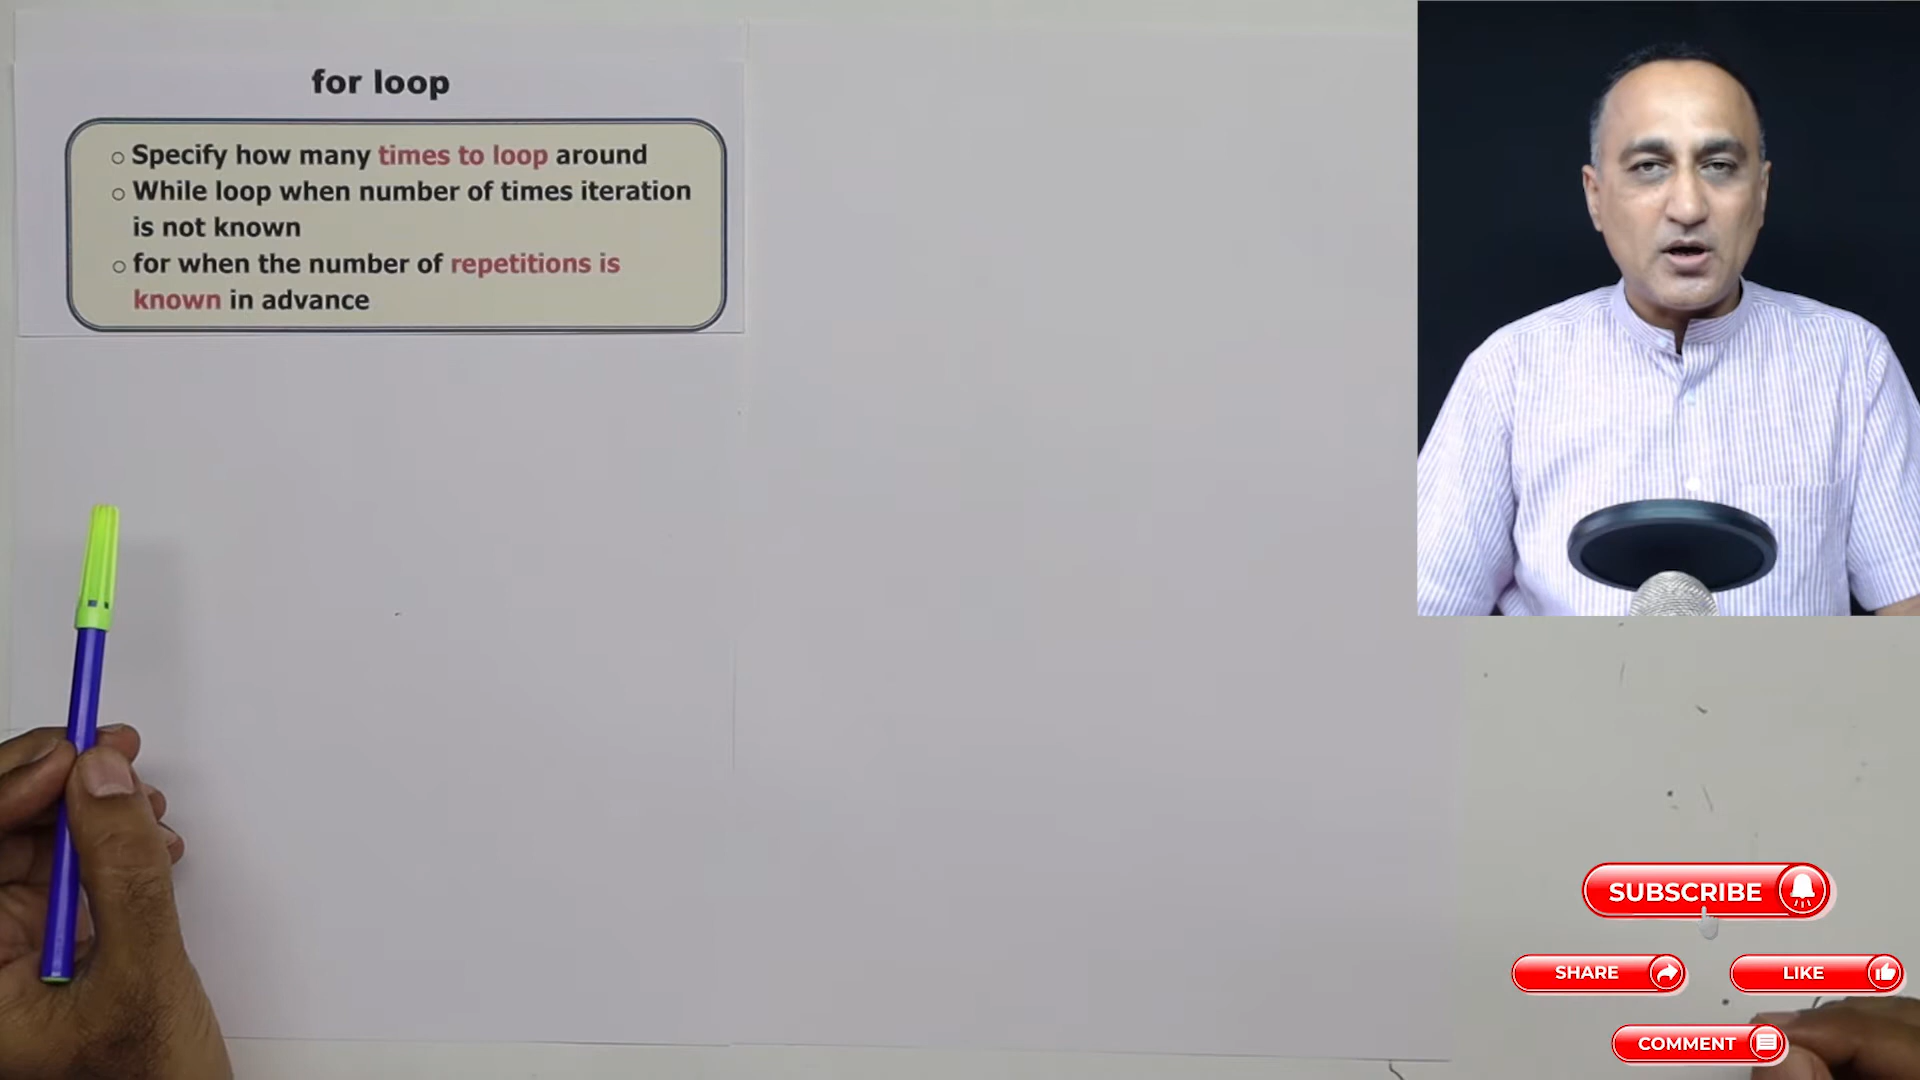 for loop
Specify how many times to loop around
While loop when number of times iteration
is not known
for when the number of repetitions is
known in advance
SUBSCRIBE
SHARE
LIKE
COMMENT